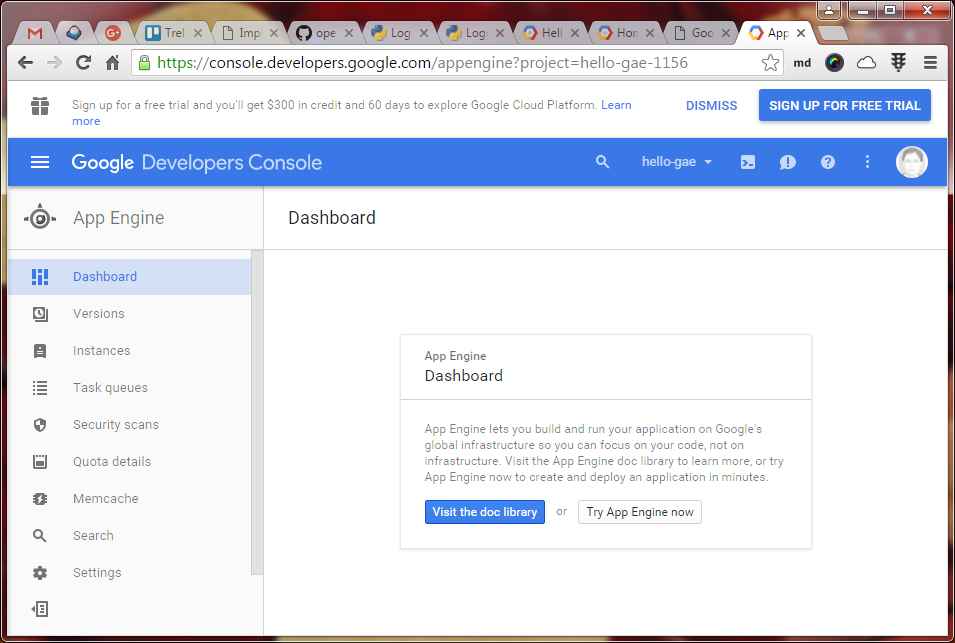 Trel
Impl
ope
Log
Log
Hell
Hon
Goo
App
https://console.developers.google.com/appengine?project=hello-gae-1156
md
Sign up for a free trial and you'll get $300 in credit and 60 days to explore Google Cloud Platform. Learn
more
DISMISS
SIGN UP FOR FREE TRIAL
Google Developers Console
hello-gae
App Engine
Dashboard
Dashboard
Versions
Instances
Task queues
Security scans
Quota details
Memcache
Search
Settings
App Engine
Dashboard
App Engine lets you build and run your application on Google's
global infrastructure so you can focus on your code, not on
infrastructure. Visit the App Engine doc library to learn more, or try
App Engine now to create and deploy an application in minutes.
Visit the doc library
or
Try App Engine now